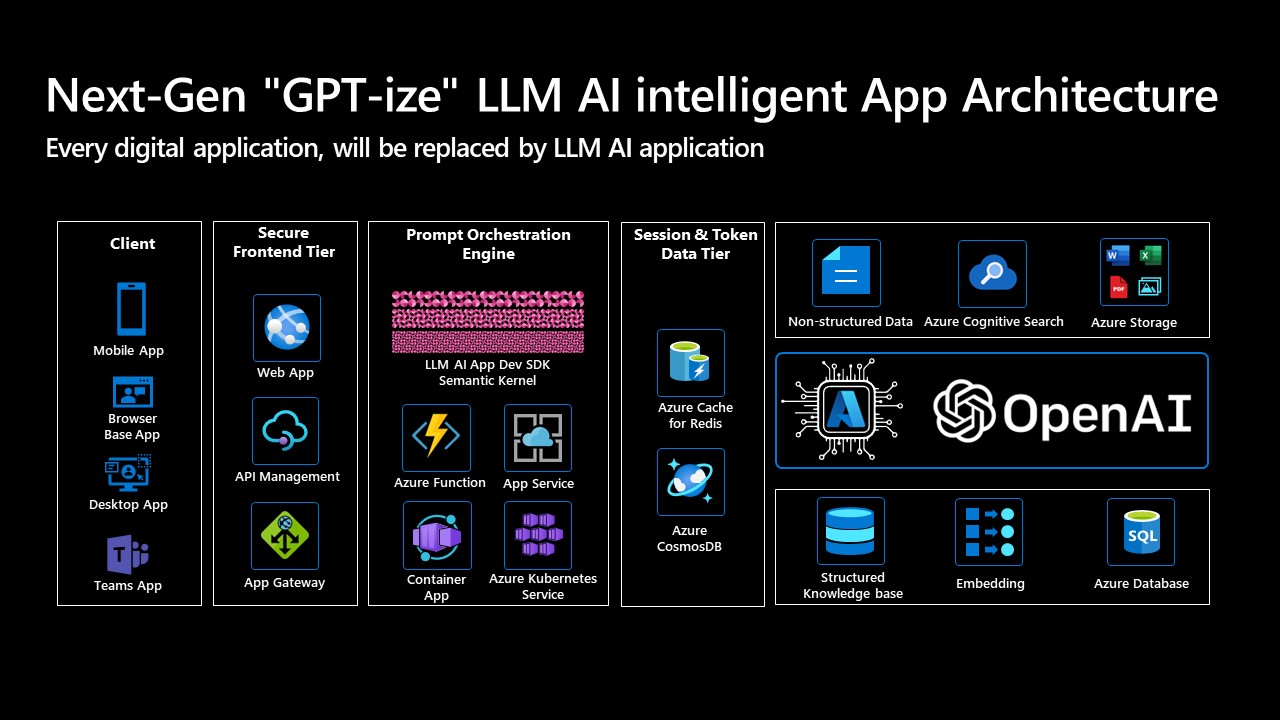 Next-Gen "GPT-ize" LLM AI intelligent App Architecture
Every digital application, will be replaced by LLM AI application
Client
Mobile App
Browser
Base App
Desktop App
T
Teams App
Secure
Frontend Tier
Web App
API Management
App Gateway
Prompt Orchestration
Engine
LLM AI App Dev SDK
Semantic Kernel
Azure Function
App Service
Container
App
Azure Kubernetes
Service
Session & Token
Data Tier
Azure Cache
for Redis
Azure
CosmosDB
Non-structured Data
Azure Cognitive Search
W
X
PDF
Azure Storage
OpenAI
Structured
Knowledge base
Embedding
SQL
Azure Database